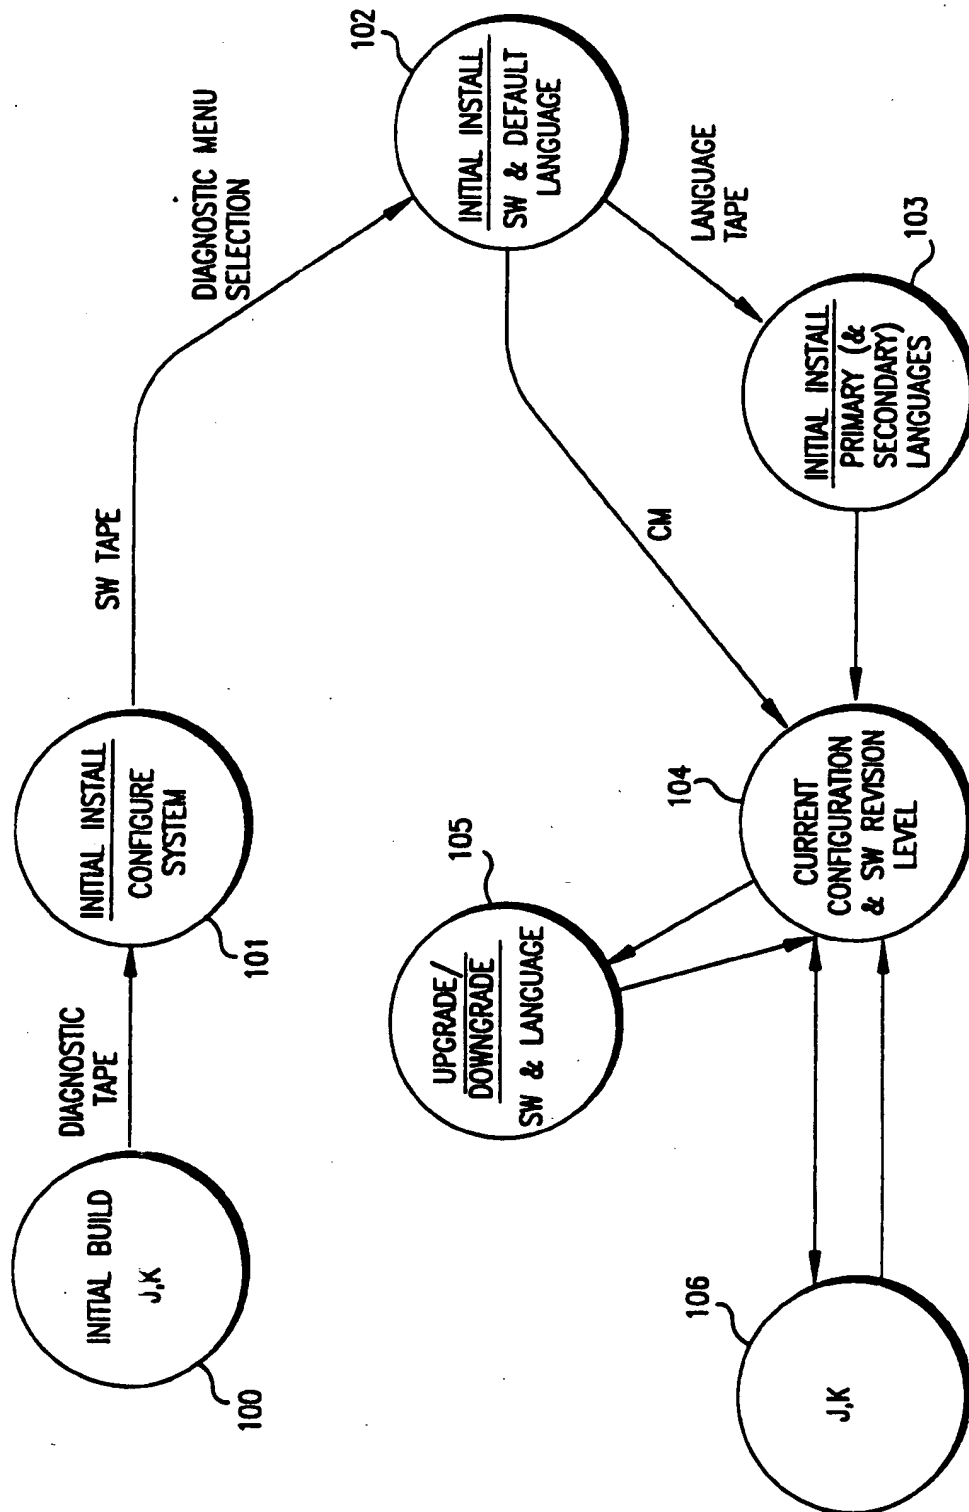 INITIAL BUILD
J,K
100
DIAGNOSTIC
TAPE
INITIAL INSTALL
CONFIGURE
SYSTEM
101
SW TAPE
DIAGNOSTIC MENU
SELECTION
INITIAL INSTALL
SW & DEFAULT
LANGUAGE
102
LANGUAGE
TAPE
CM
INITIAL INSTALL
PRIMARY (&
SECONDARY)
LANGUAGES
103
CURRENT
CONFIGURATION
& SW REVISION
LEVEL
104
UPGRADE/
DOWNGRADE
SW & LANGUAGE
105
J,K
106